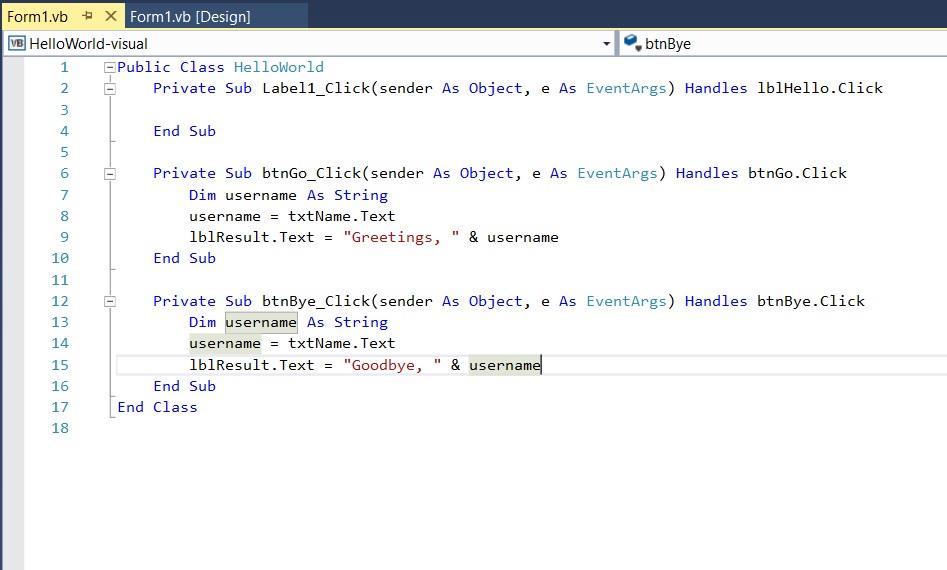 Form1.vb Form1.vb [Design]
VB HelloWorld-visual btnBye
1 Public Class HelloWorld
2 Private Sub Label1_Click(sender As Object, e As EventArgs) Handles lblHello.Click
3
4 End Sub
5
6 Private Sub btnGo_Click(sender As Object, e As EventArgs) Handles btnGo.Click
7 Dim username As String
8 username = txtName.Text
9 lblResult.Text = "Greetings, " & username
10 End Sub
11
12 Private Sub btnBye_Click(sender As Object, e As EventArgs) Handles btnBye.Click
13 Dim username As String
14 username = txtName.Text
15 lblResult.Text = "Goodbye, " & username
16 End Sub
17 End Class
18